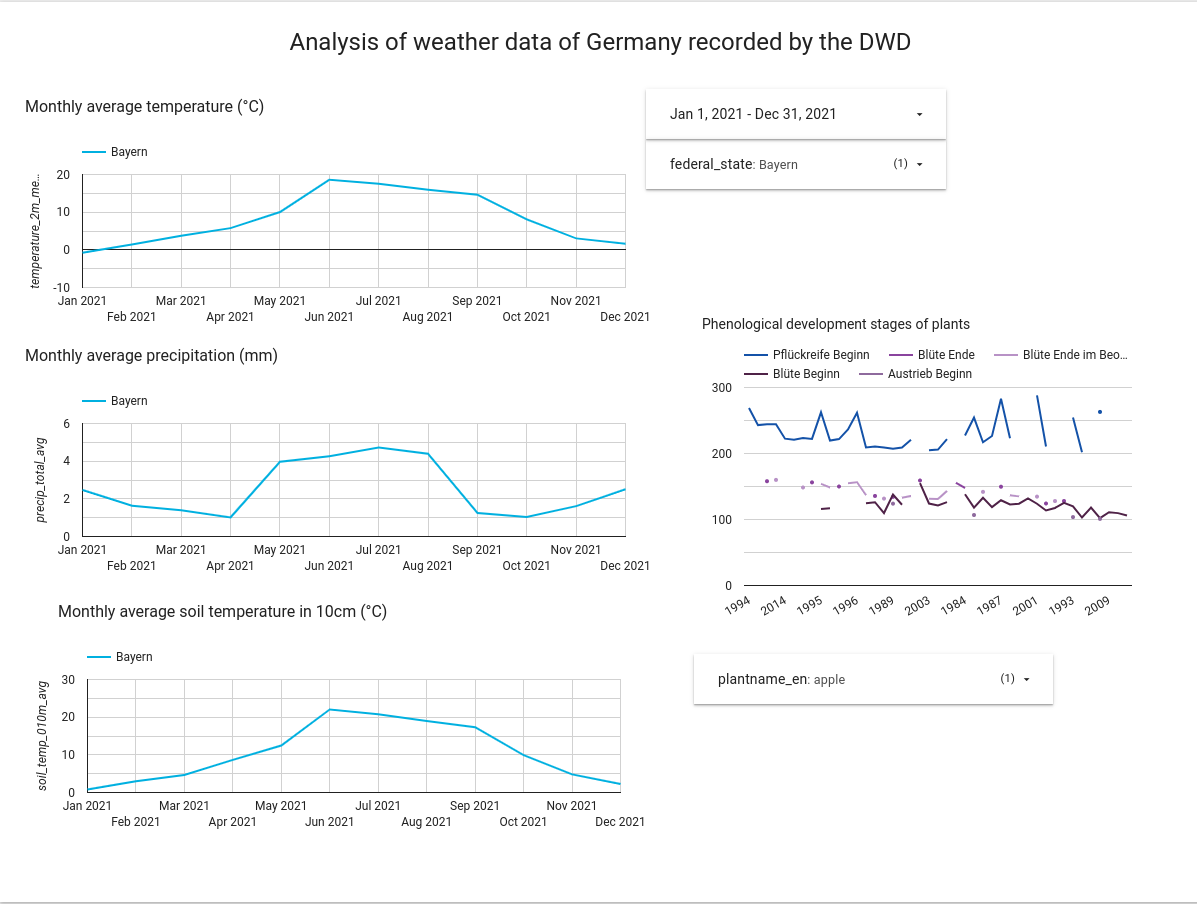 Analysis of weather data of Germany recorded by the DWD
Monthly average temperature (°C)
Bayern
temperature_2m_me...
20
10
0
-10
Jan 2021 Mar 2021 May 2021 Jul 2021 Sep 2021 Nov 2021
Feb 2021 Apr 2021 Jun 2021 Aug 2021 Oct 2021 Dec 2021
Jan 1, 2021 - Dec 31, 2021
federal_state: Bayern (1)
Monthly average precipitation (mm)
Bayern
precip_total_avg
6
4
2
0
Jan 2021 Mar 2021 May 2021 Jul 2021 Sep 2021 Nov 2021
Feb 2021 Apr 2021 Jun 2021 Aug 2021 Oct 2021 Dec 2021
Monthly average soil temperature in 10cm (°C)
Bayern
soil_temp_010m_avg
30
20
10
0
Jan 2021 Mar 2021 May 2021 Jul 2021 Sep 2021 Nov 2021
Feb 2021 Apr 2021 Jun 2021 Aug 2021 Oct 2021 Dec 2021
Phenological development stages of plants
Pflückreife Beginn Blüte Ende Blüte Ende im Beo...
Blüte Beginn Austrieb Beginn
300
200
100
0
1994 2014 1995 1996 1989 2003 1984 1987 2001 1993 2009
plantname_en: apple (1)